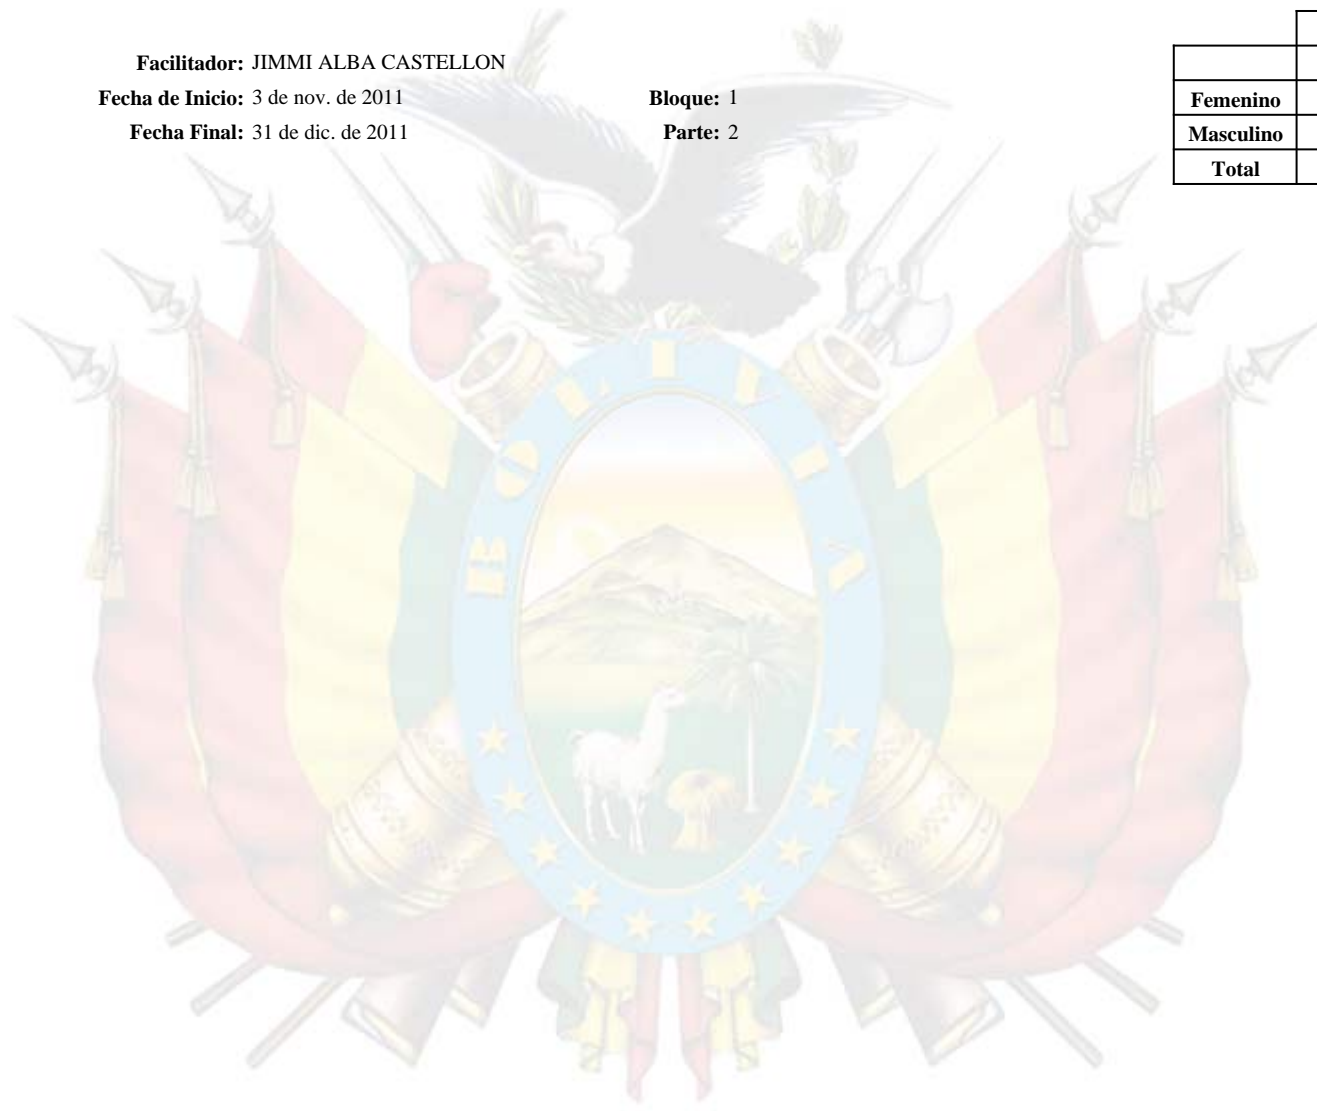 Facilitador: JIMMI ALBA CASTELLON
Fecha de Inicio: 3 de nov. de 2011 Bloque: 1
Fecha Final: 31 de dic. de 2011 Parte: 2
Femenino
Masculino
Total
BOLIVIA